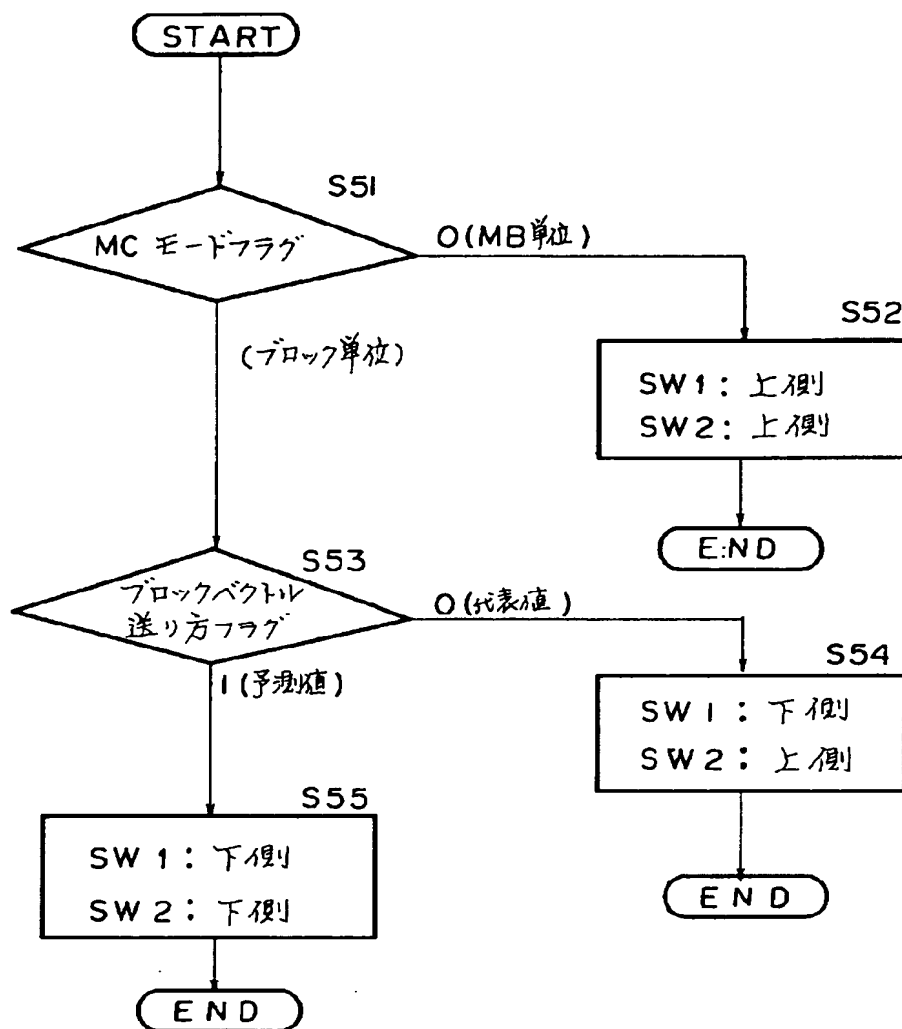 START
S51
MC モードフラグ
0(MB単位)
(ブロック単位)
S52
SW1: 上側
SW2: 上側
E:ND
S53
ブロックベクトル
送り方フラグ
0(代表値)
1(予測値)
S54
SW1: 下側
SW2: 上側
END
S55
SW1: 下側
SW2: 下側
END